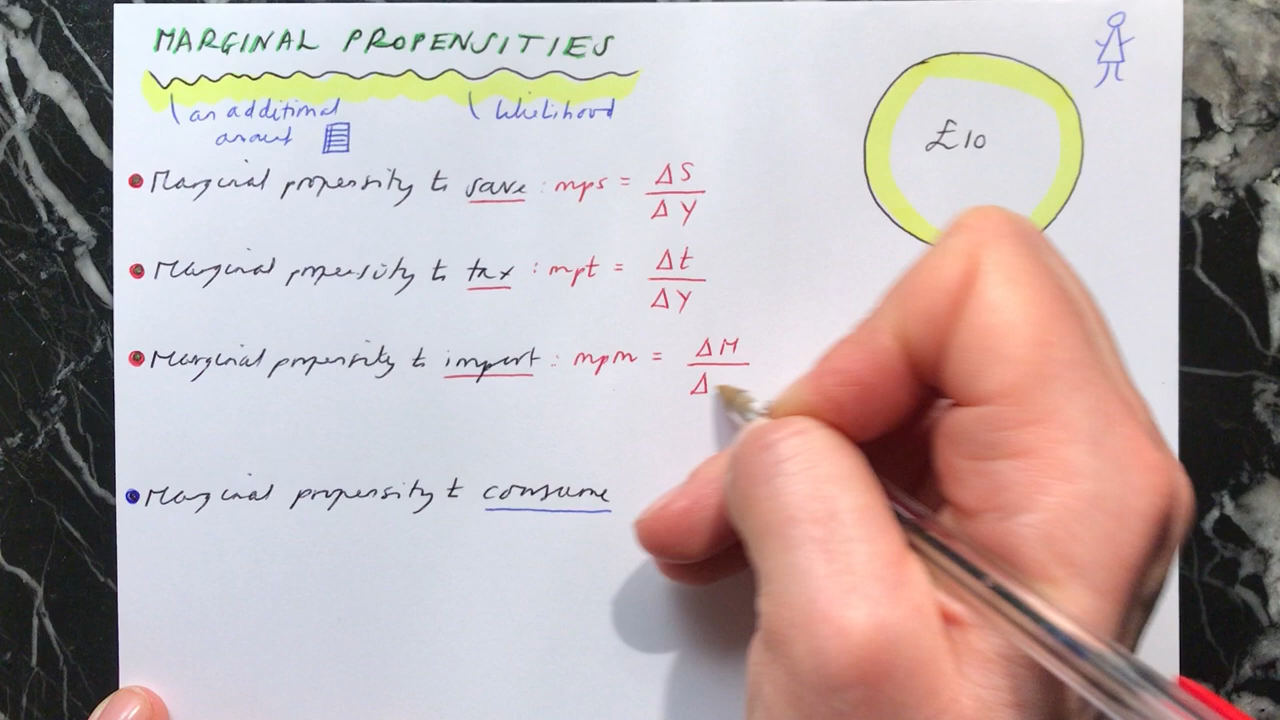 MARGINAL PROPENSITIES
an additional likelihood
amount
£10
Marginal propensity to save : mps = ΔS
ΔY
Marginal propensity to tax : mpt = Δt
ΔY
Marginal propensity to import : mpm = ΔM
Δ
Marginal propensity to consume